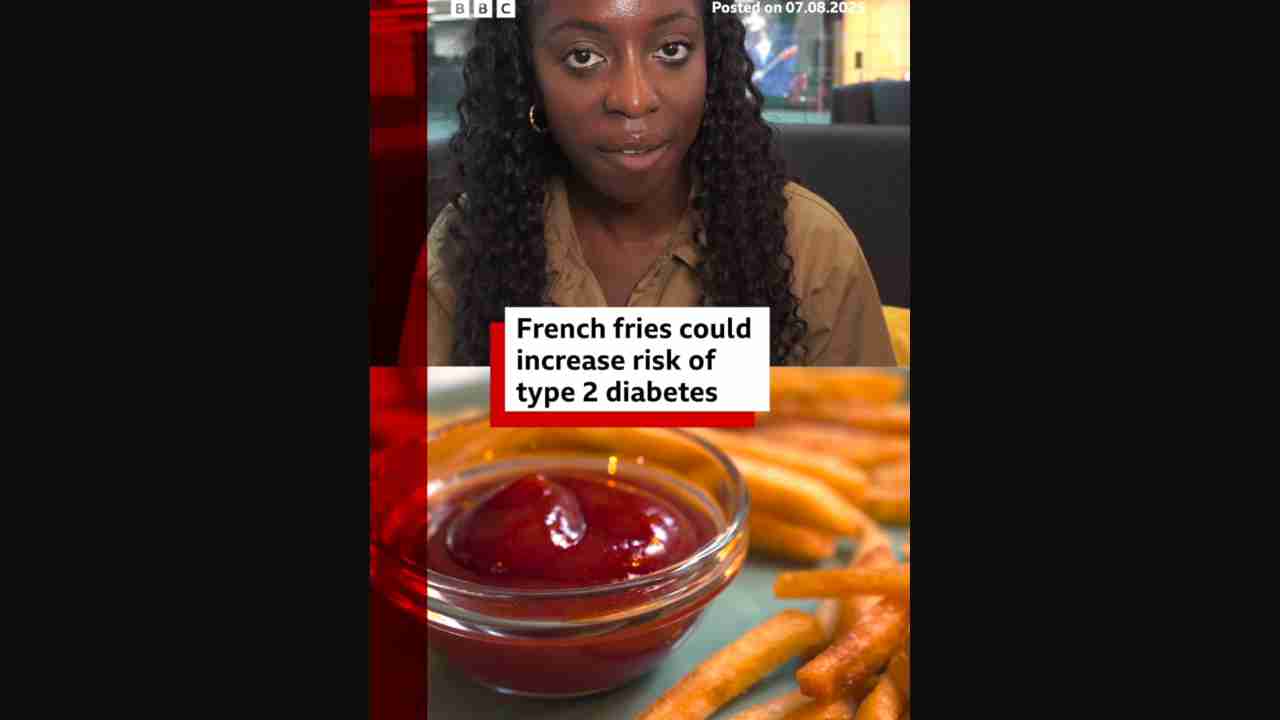 BBC
Posted on 07.08.2025
French fries could
increase risk of
type 2 diabetes